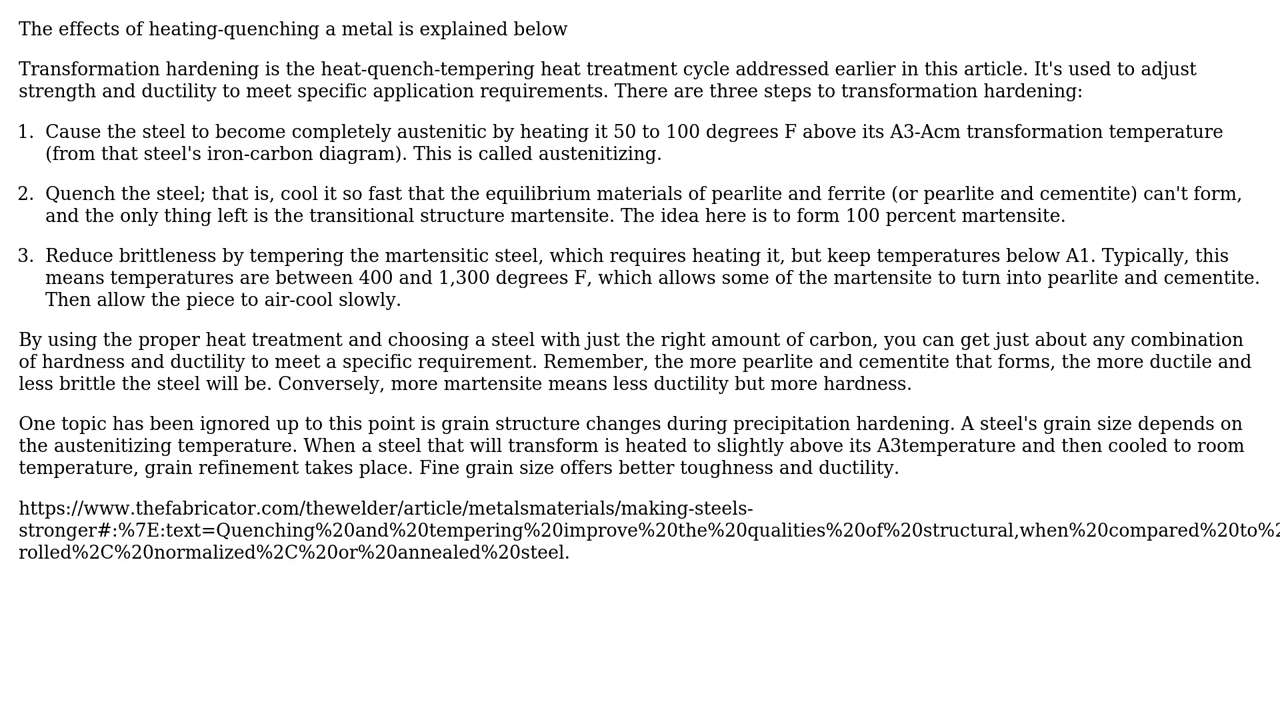 The effects of heating-quenching a metal is explained below
Transformation hardening is the heat-quench-tempering heat treatment cycle addressed earlier in this article. It's used to adjust
strength and ductility to meet specific application requirements. There are three steps to transformation hardening:
1. Cause the steel to become completely austenitic by heating it 50 to 100 degrees F above its A3-Acm transformation temperature
(from that steel's iron-carbon diagram). This is called austenitizing.
2. Quench the steel; that is, cool it so fast that the equilibrium materials of pearlite and ferrite (or pearlite and cementite) can't form,
and the only thing left is the transitional structure martensite. The idea here is to form 100 percent martensite.
3. Reduce brittleness by tempering the martensitic steel, which requires heating it, but keep temperatures below A1. Typically, this
means temperatures are between 400 and 1,300 degrees F, which allows some of the martensite to turn into pearlite and cementite.
Then allow the piece to air-cool slowly.
By using the proper heat treatment and choosing a steel with just the right amount of carbon, you can get just about any combination
of hardness and ductility to meet a specific requirement. Remember, the more pearlite and cementite that forms, the more ductile and
less brittle the steel will be. Conversely, more martensite means less ductility but more hardness.
One topic has been ignored up to this point is grain structure changes during precipitation hardening. A steel's grain size depends on
the austenitizing temperature. When a steel that will transform is heated to slightly above its A3temperature and then cooled to room
temperature, grain refinement takes place. Fine grain size offers better toughness and ductility.
https://www.thefabricator.com/thewelder/article/metalsmaterials/making-steels-
stronger#:%7E:text=Quenching%20and%20tempering%20improve%20the%20qualities%20of%20structural,when%20compared%20to%2
rolled%2C%20normalized%2C%20or%20annealed%20steel.